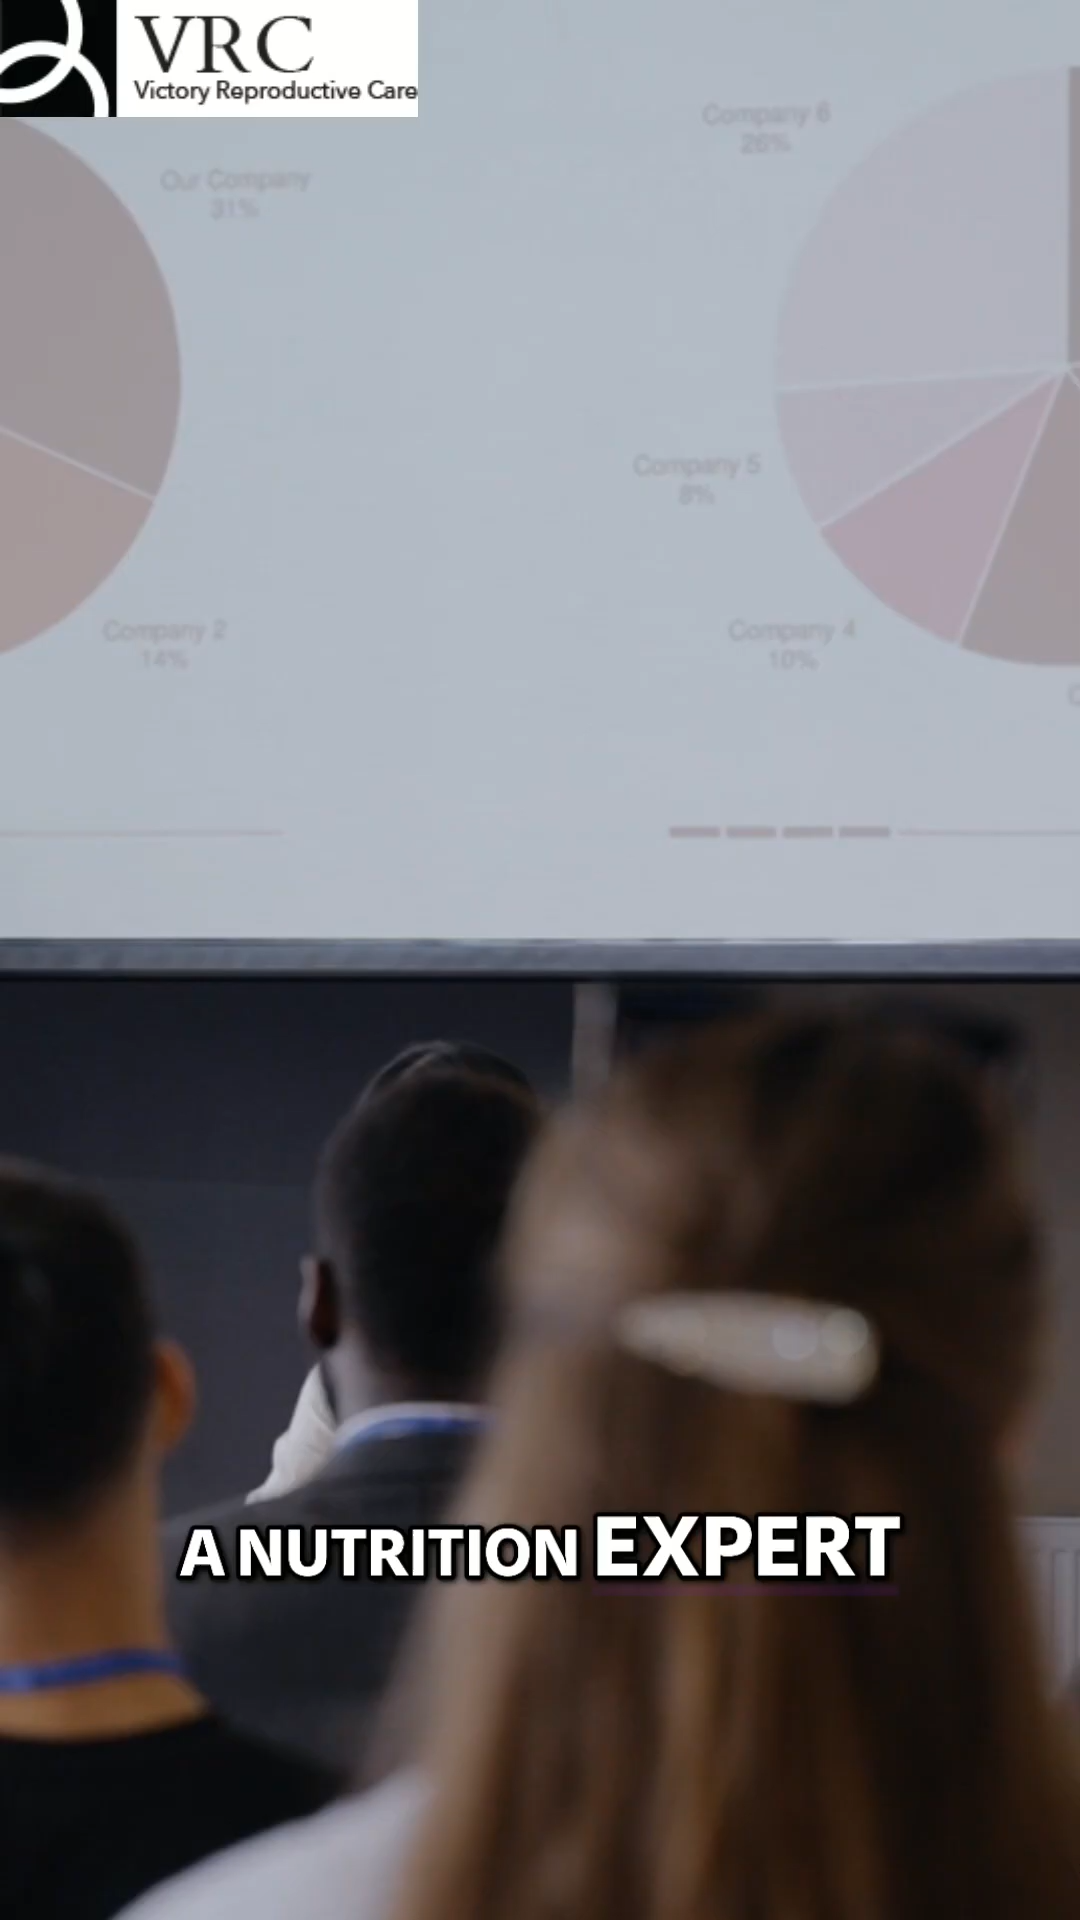 VRC
Victory Reproductive Care
Company 6
26%
Our Company
31%
Company 5
8%
Company 2
14%
Company 4
10%
A NUTRITION EXPERT